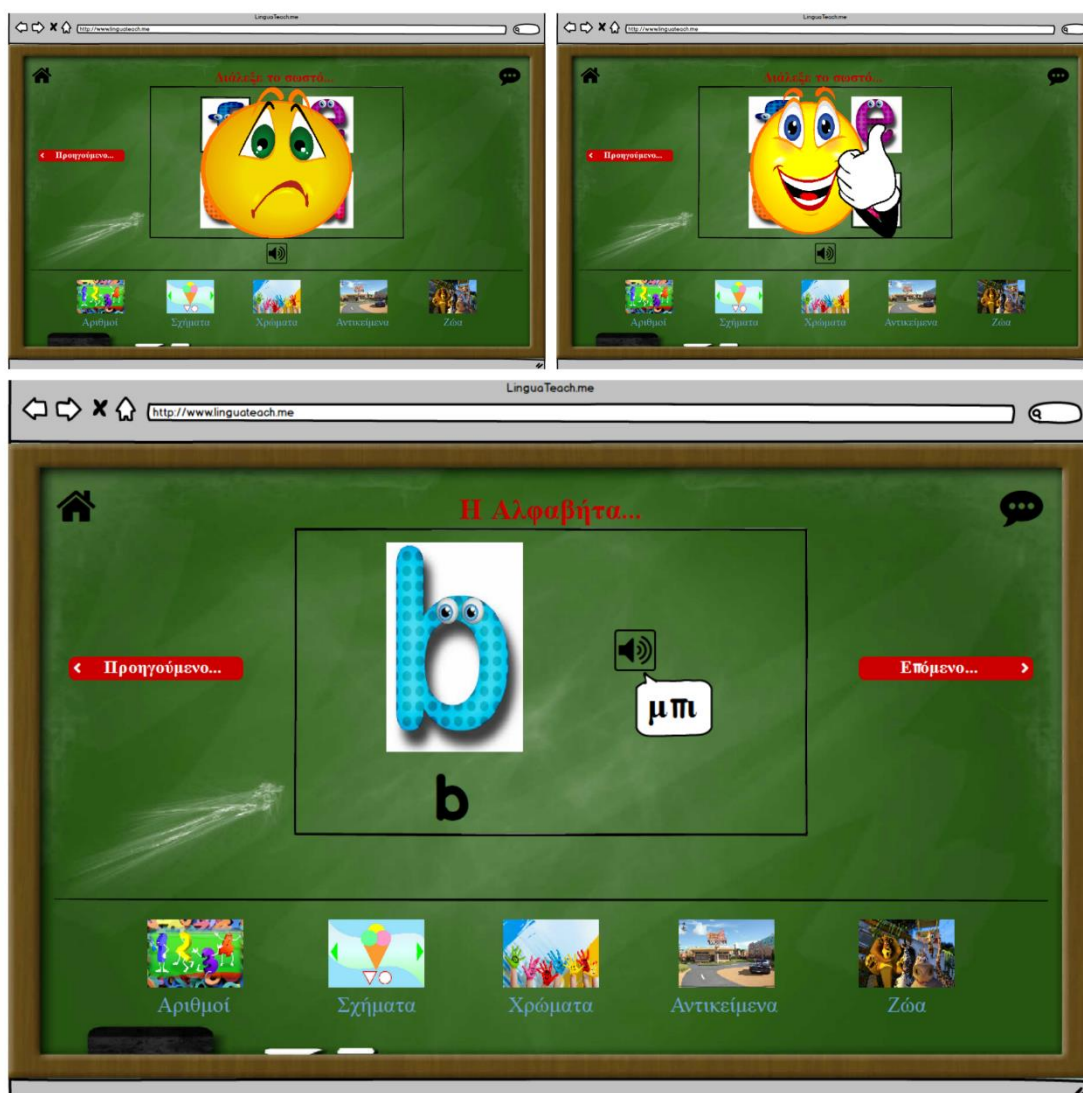 LinguaTeach.me
http://www.linguateach.me
Διάλεξε το σωστό...
e
Προηγούμενο...
Αριθμοί Σχήματα Χρώματα Αντικείμενα Ζώα
LinguaTeach.me
http://www.linguateach.me
Διάλεξε το σωστό...
e
Προηγούμενο...
Αριθμοί Σχήματα Χρώματα Αντικείμενα Ζώα
LinguaTeach.me
http://www.linguateach.me
Η Αλφαβήτα...
b
Προηγούμενο... Επόμενο...
μπι
b
Αριθμοί Σχήματα Χρώματα Αντικείμενα Ζώα